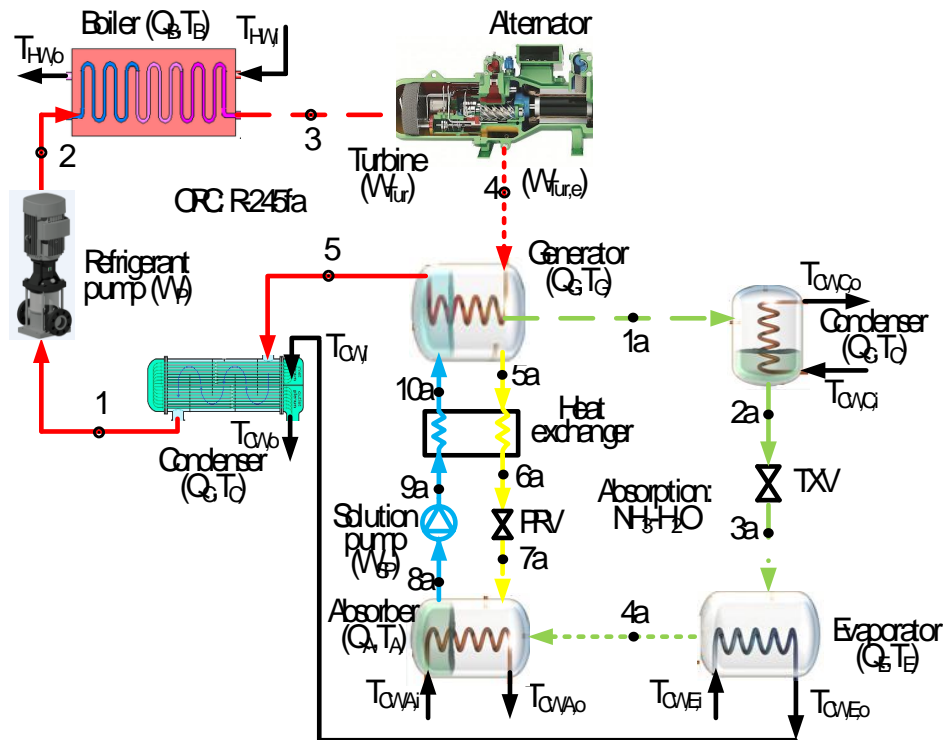 Boiler (QB,TB)
Alternator
THW,o
THW,i
2
3
Turbine
(WTur)
4
(WTur,e)
ORC: R-245fa
Refrigerant
pump (WP)
5
Generator
(QG,TG)
1a
TCW,C,o
Condenser
(QC,TC)
TCW,C,i
TCW,i
1
TCW,o
Condenser
(QC,TC)
10a
5a
Heat
exchanger
2a
9a
6a
Absorption:
NH3-H2O
TXV
Solution
pump
(WSP)
PRV
3a
8a
7a
Absorber
(QA,TA)
4a
Evaporator
(QE,TE)
TCW,A,i
TCW,A,o
TCW,E,i
TCW,E,o